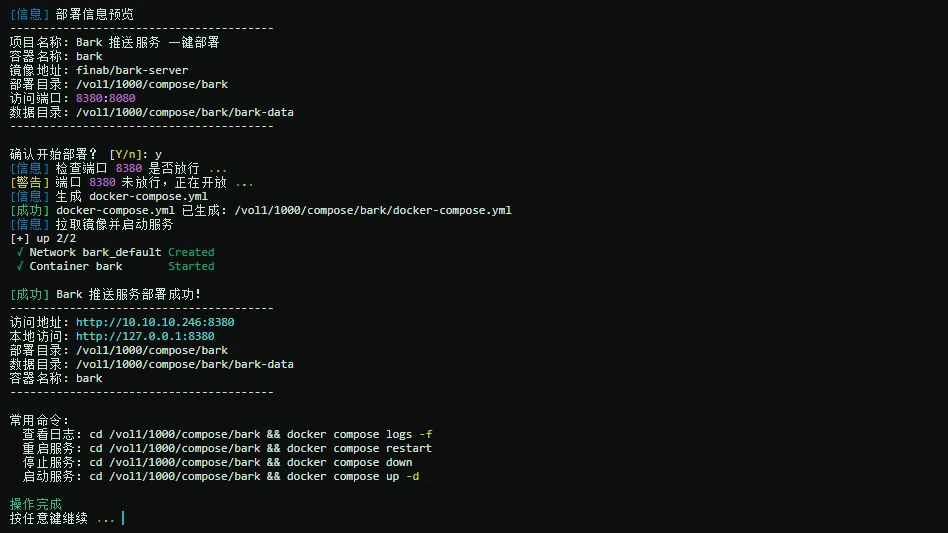 [信息] 部署信息预览
----------------------------------------
项目名称: Bark 推送服务 一键部署
容器名称: bark
镜像地址: finab/bark-server
部署目录: /vol1/1000/compose/bark
访问端口: 8380:8080
数据目录: /vol1/1000/compose/bark/bark-data
----------------------------------------
确认开始部署? [Y/n]: y
[信息] 检查端口 8380 是否放行 ...
[警告] 端口 8380 未放行，正在开放 ...
[信息] 生成 docker-compose.yml
[成功] docker-compose.yml 已生成: /vol1/1000/compose/bark/docker-compose.yml
[信息] 拉取镜像并启动服务
[+] up 2/2
√ Network bark_default Created
√ Container bark Started
[成功] Bark 推送服务部署成功!
----------------------------------------
访问地址: http://10.10.10.246:8380
本地访问: http://127.0.0.1:8380
部署目录: /vol1/1000/compose/bark
数据目录: /vol1/1000/compose/bark/bark-data
容器名称: bark
----------------------------------------
常用命令:
查看日志: cd /vol1/1000/compose/bark && docker compose logs -f
重启服务: cd /vol1/1000/compose/bark && docker compose restart
停止服务: cd /vol1/1000/compose/bark && docker compose down
启动服务: cd /vol1/1000/compose/bark && docker compose up -d
操作完成
按任意键继续 ...